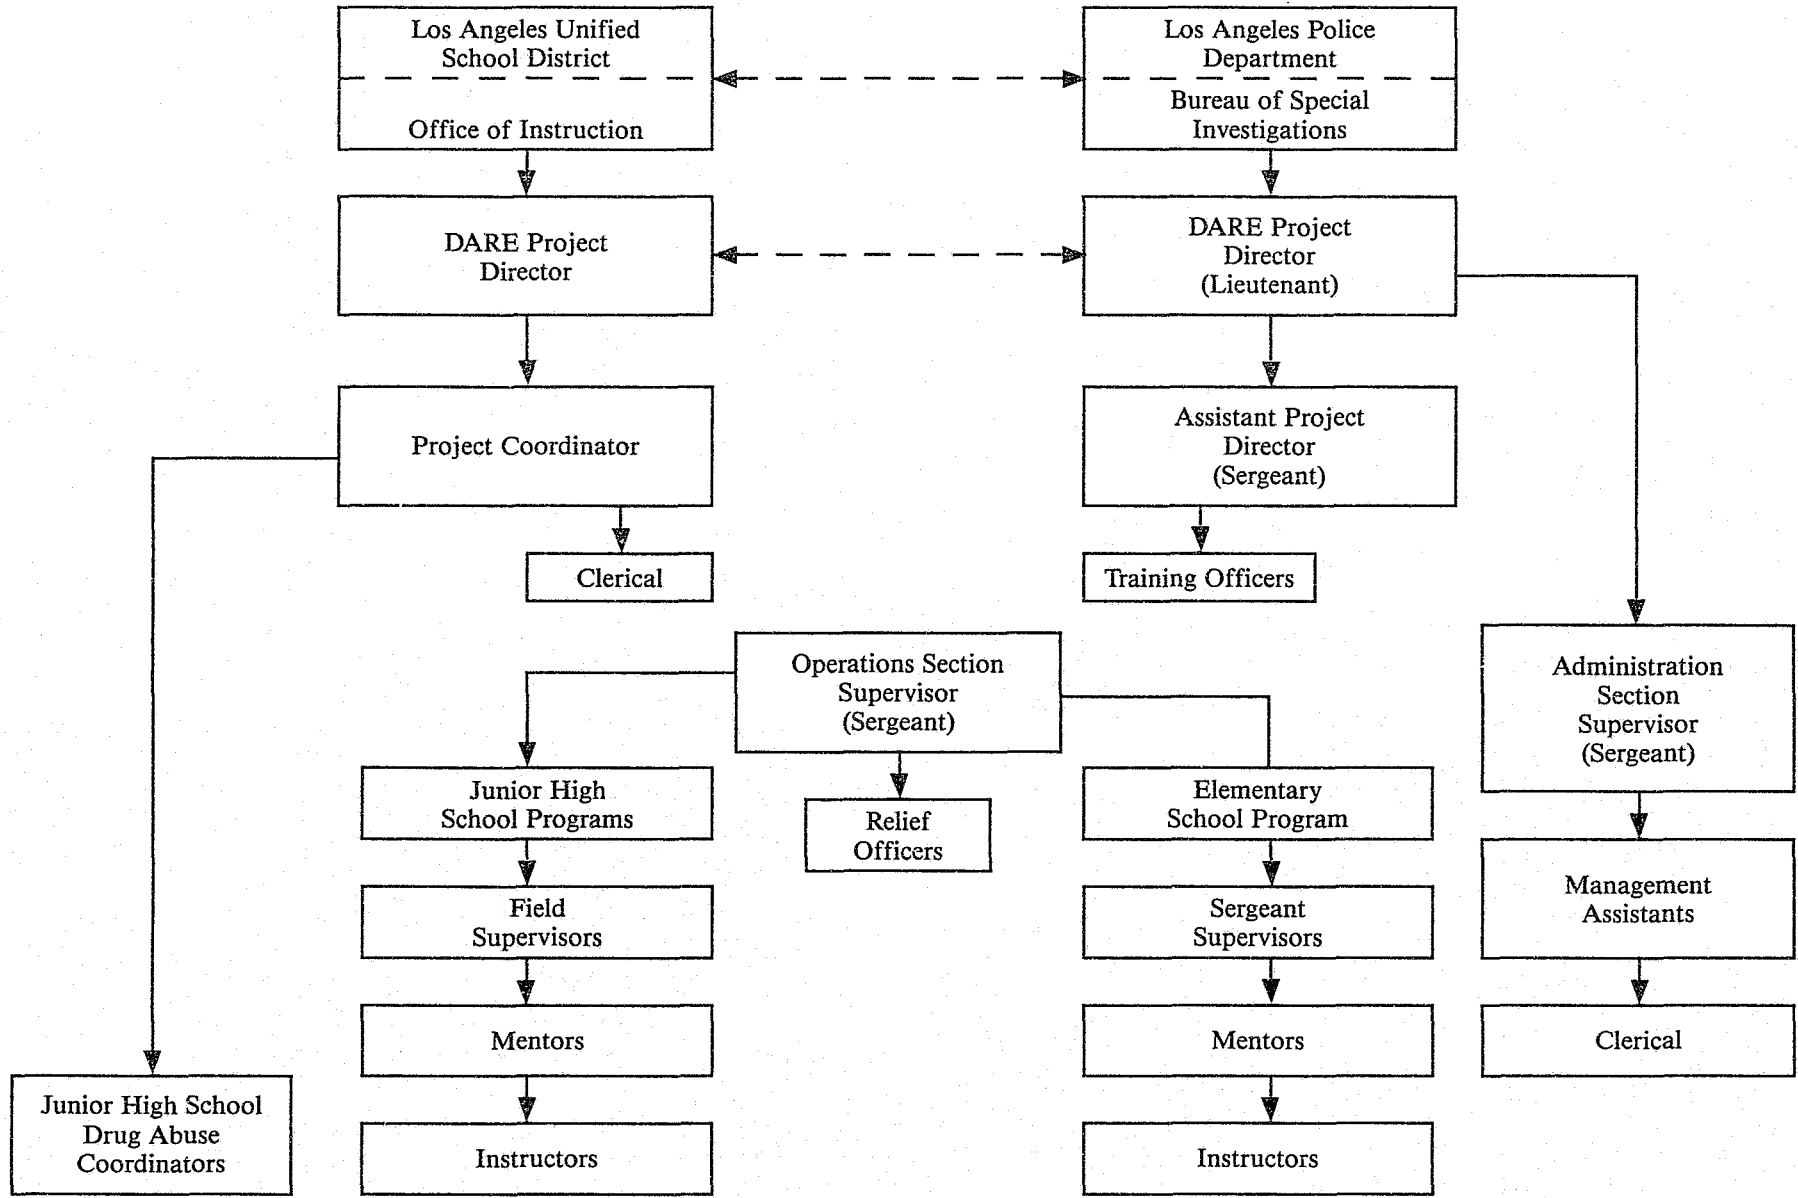 Los Angeles Unified
School District
Office of Instruction
Los Angeles Police
Department
Bureau of Special
Investigations
DARE Project
Director
DARE Project
Director
(Lieutenant)
Project Coordinator
Assistant Project
Director
(Sergeant)
Clerical
Training Officers
Operations Section
Supervisor
(Sergeant)
Administration
Section
Supervisor
(Sergeant)
Junior High
School Programs
Relief
Officers
Elementary
School Program
Management
Assistants
Field
Supervisors
Sergeant
Supervisors
Mentors
Mentors
Clerical
Junior High School
Drug Abuse
Coordinators
Instructors
Instructors